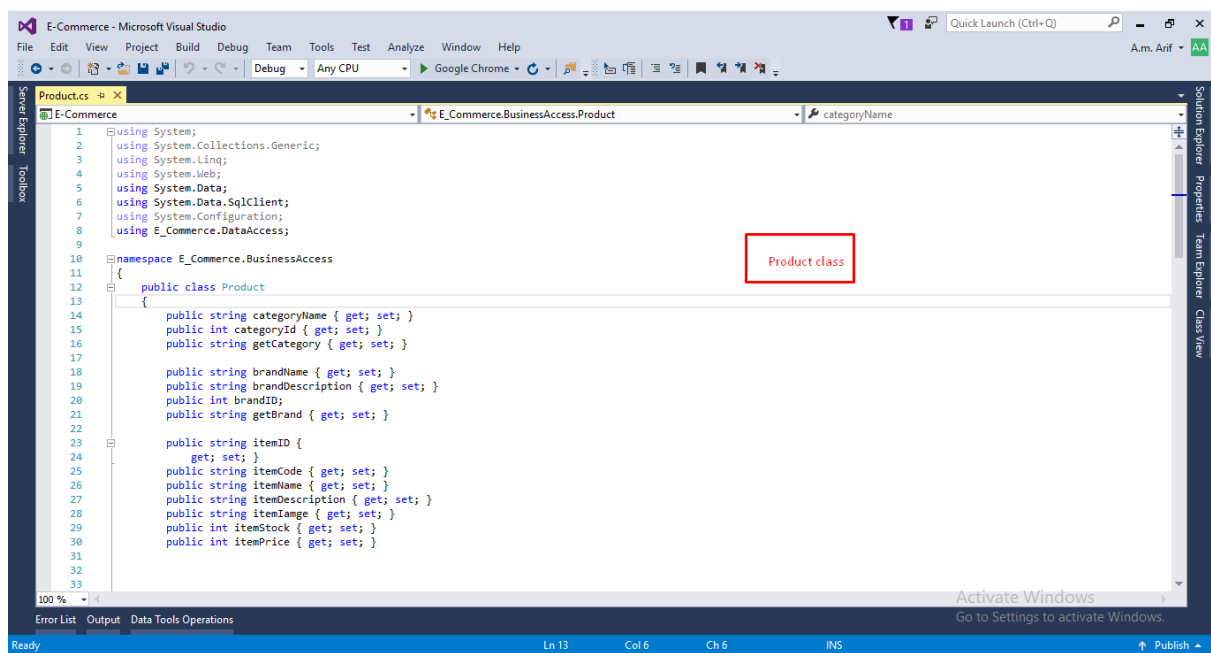 E-Commerce - Microsoft Visual Studio
1
Quick Launch (Ctrl+Q)
File Edit View Project Build Debug Team Tools Test Analyze Window Help
A.m. Arif AA
Debug Any CPU Google Chrome
Product.cs
E-Commerce E_Commerce.BusinessAccess.Product categoryName
1 using System;
2 using System.Collections.Generic;
3 using System.Linq;
4 using System.Web;
5 using System.Data;
6 using System.Data.SqlClient;
7 using System.Configuration;
8 using E_Commerce.DataAccess;
9
10 namespace E_Commerce.BusinessAccess
11 {
12 public class Product
13 {
14 public string categoryName { get; set; }
15 public int categoryId { get; set; }
16 public string getCategory { get; set; }
17
18 public string brandName { get; set; }
19 public string brandDescription { get; set; }
20 public int brandID;
21 public string getBrand { get; set; }
22
23 public string itemID {
24 get; set; }
25 public string itemCode { get; set; }
26 public string itemName { get; set; }
27 public string itemDescription { get; set; }
28 public string itemIamge { get; set; }
29 public int itemStock { get; set; }
30 public int itemPrice { get; set; }
31
32
33
Product class
Server Explorer
Toolbox
Solution Explorer
Properties
Team Explorer
Class View
100 %
Activate Windows
Go to Settings to activate Windows.
Error List Output Data Tools Operations
Ready Ln 13 Col 6 Ch 6 INS Publish